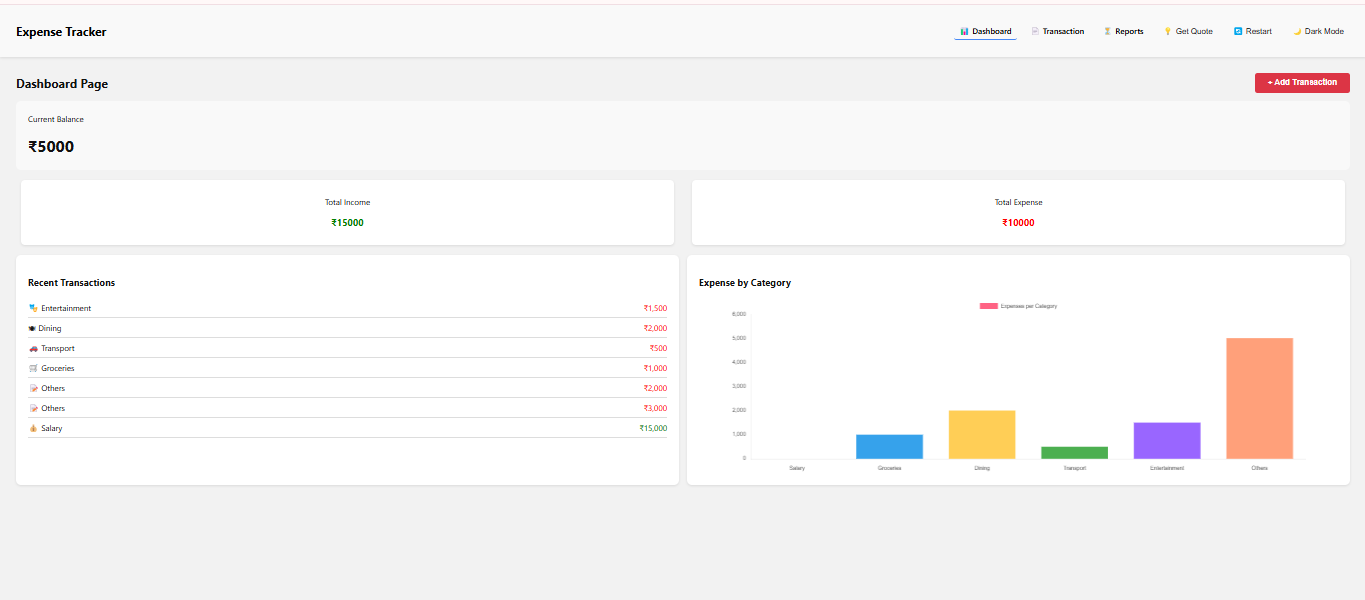 Expense Tracker
Dashboard
Transaction
Reports
Get Quote
Restart
Dark Mode
Dashboard Page
+ Add Transaction
Current Balance
₹5000
Total Income
₹15000
Total Expense
₹10000
Recent Transactions
Entertainment ₹1,500
Dining ₹2,000
Transport ₹500
Groceries ₹1,000
Others ₹2,000
Others ₹3,000
Salary ₹15,000
Expense by Category
Expenses per Category
6,000
5,000
4,000
3,000
2,000
1,000
0
Salary Groceries Dining Transport Entertainment Others